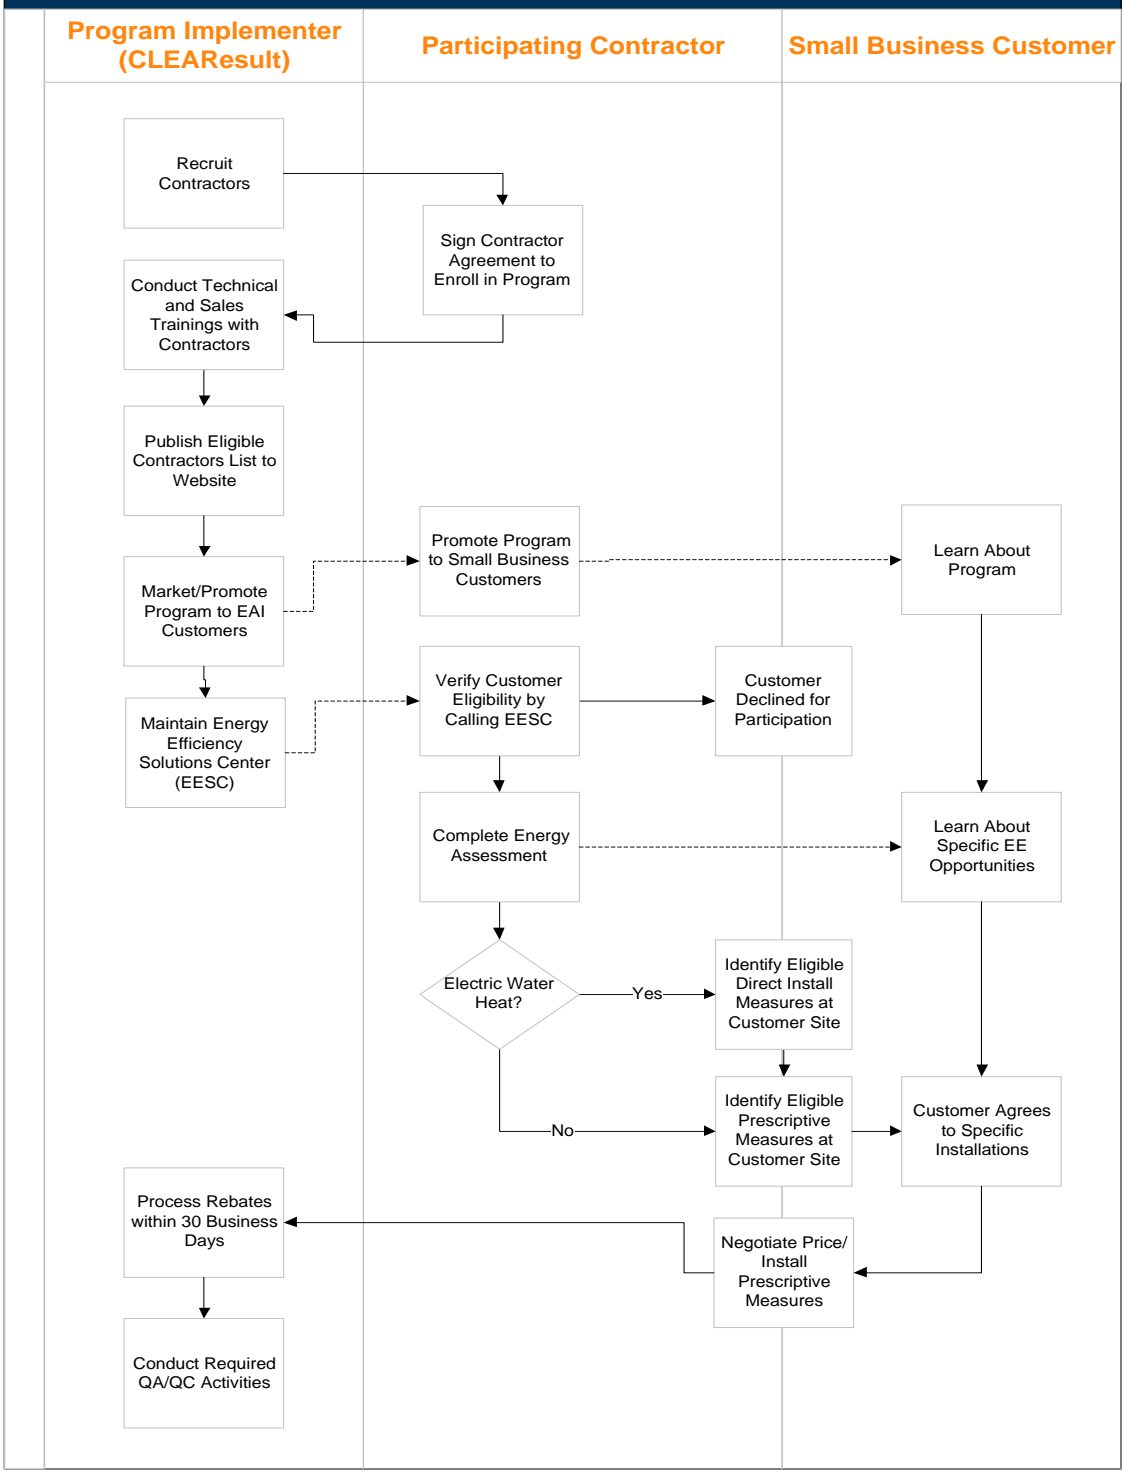 Program Implementer
(CLEAResult)
Participating Contractor
Small Business Customer
Recruit
Contractors
Sign Contractor
Agreement to
Enroll in Program
Conduct Technical
and Sales
Trainings with
Contractors
Publish Eligible
Contractors List to
Website
Market/Promote
Program to EAI
Customers
Promote Program
to Small Business
Customers
Learn About
Program
Maintain Energy
Efficiency
Solutions Center
(EESC)
Verify Customer
Eligibility by
Calling EESC
Customer
Declined for
Participation
Complete Energy
Assessment
Learn About
Specific EE
Opportunities
Electric Water
Heat?
Yes
Identify Eligible
Direct Install
Measures at
Customer Site
No
Identify Eligible
Prescriptive
Measures at
Customer Site
Customer Agrees
to Specific
Installations
Negotiate Price/
Install
Prescriptive
Measures
Process Rebates
within 30 Business
Days
Conduct Required
QA/QC Activities